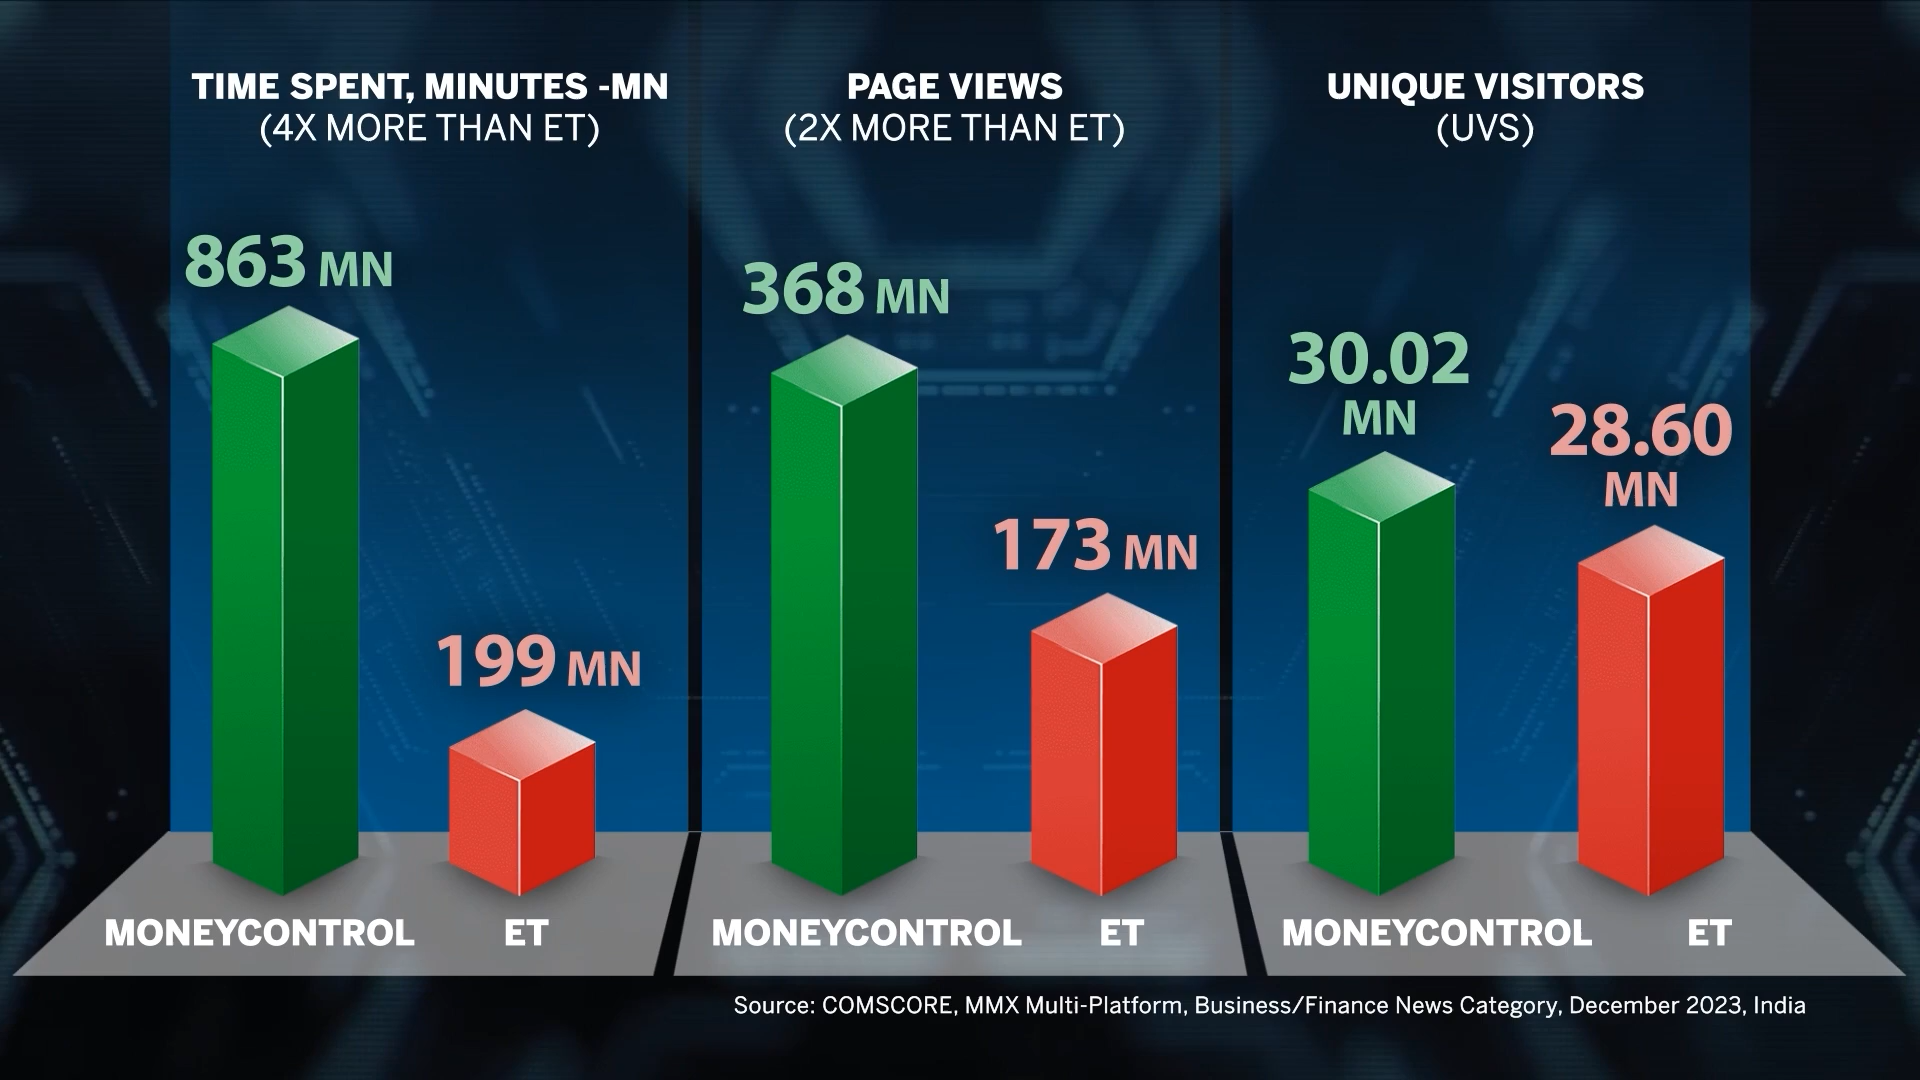 TIME SPENT, MINUTES -MN
(4X MORE THAN ET)
863 MN
199 MN
MONEYCONTROL
ET
PAGE VIEWS
(2X MORE THAN ET)
368 MN
173 MN
MONEYCONTROL
ET
UNIQUE VISITORS
(UVS)
30.02
MN
28.60
MN
MONEYCONTROL
ET
Source: COMSCORE, MMX Multi-Platform, Business/Finance News Category, December 2023, India